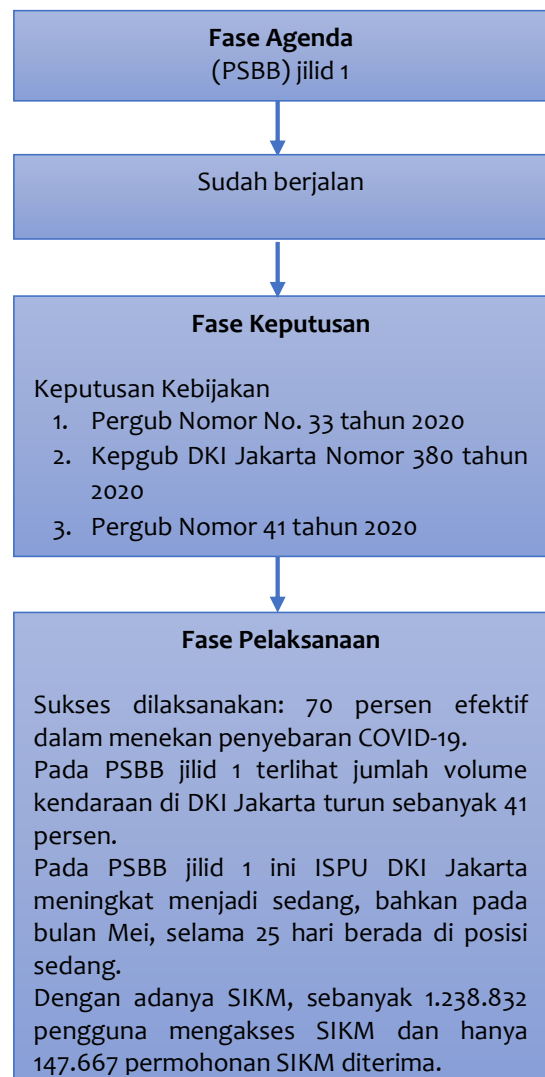 Fase Agenda
(PSBB) jilid 1
Sudah berjalan
Fase Keputusan
Keputusan Kebijakan
1. Pergub Nomor No. 33 tahun 2020
2. Kepgub DKI Jakarta Nomor 380 tahun
2020
3. Pergub Nomor 41 tahun 2020
Fase Pelaksanaan
Sukses dilaksanakan: 70 persen efektif
dalam menekan penyebaran COVID-19.
Pada PSBB jilid 1 terlihat jumlah volume
kendaraan di DKI Jakarta turun sebanyak 41
persen.
Pada PSBB jilid 1 ini ISPU DKI Jakarta
meningkat menjadi sedang, bahkan pada
bulan Mei, selama 25 hari berada di posisi
sedang.
Dengan adanya SIKM, sebanyak 1.238.832
pengguna mengakses SIKM dan hanya
147.667 permohonan SIKM diterima.